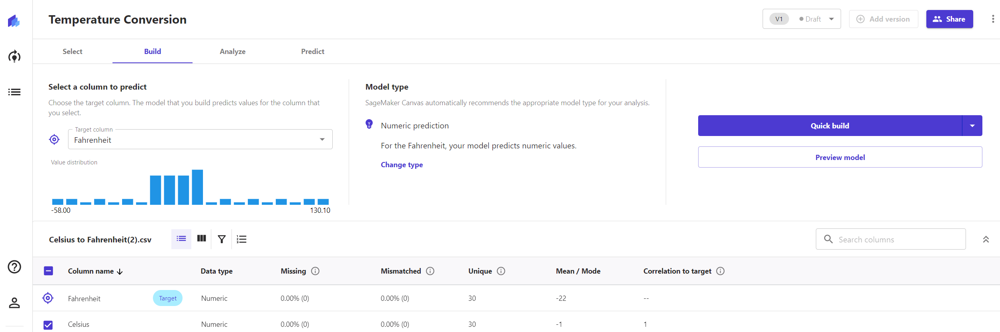 Temperature Conversion
V1 Draft Add version Share
Select Build Analyze Predict
Select a column to predict
Choose the target column. The model that you build predicts values for the column that
you select.
Target column
Fahrenheit
Value distribution
-58.00 130.10
Model type
SageMaker Canvas automatically recommends the appropriate model type for your analysis.
Numeric prediction
For the Fahrenheit, your model predicts numeric values.
Change type
Quick build
Preview model
Celsius to Fahrenheit(2).csv
Search columns
Column name Data type Missing Mismatched Unique Mean / Mode Correlation to target
Fahrenheit Target Numeric 0.00% (0) 0.00% (0) 30 -22 --
Celsius Numeric 0.00% (0) 0.00% (0) 30 -1 1